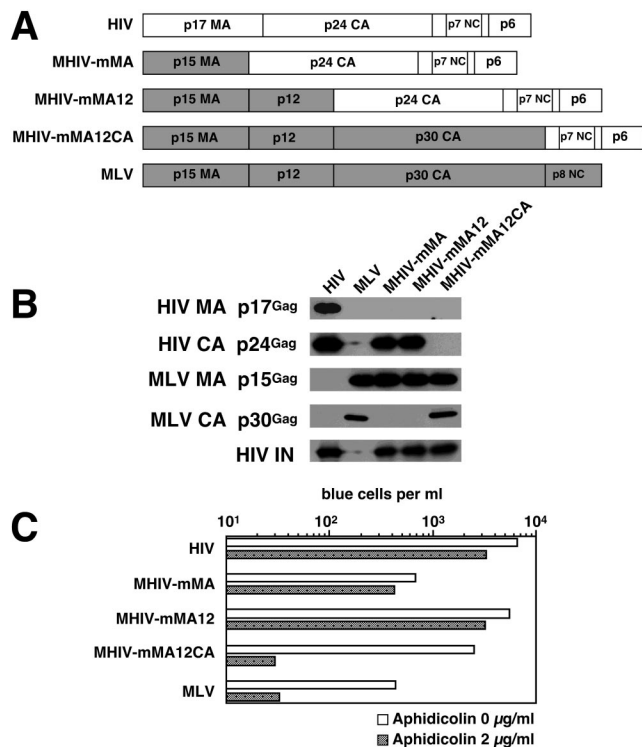 A
HIV p17 MA p24 CA p7 NC p6
MHIV-mMA p15 MA p24 CA p7 NC p6
MHIV-mMA12 p15 MA p12 p24 CA p7 NC p6
MHIV-mMA12CA p15 MA p12 p30 CA p7 NC p6
MLV p15 MA p12 p30 CA p8 NC
HIV MLV MHIV-mMA MHIV-mMA12 MHIV-mMA12CA
B
HIV MA p17Gag
HIV CA p24Gag
MLV MA p15Gag
MLV CA p30Gag
HIV IN
C
blue cells per ml
10¹ 10² 10³ 10⁴
HIV
MHIV-mMA
MHIV-mMA12
MHIV-mMA12CA
MLV
Aphidicolin 0 µg/ml
Aphidicolin 2 µg/ml